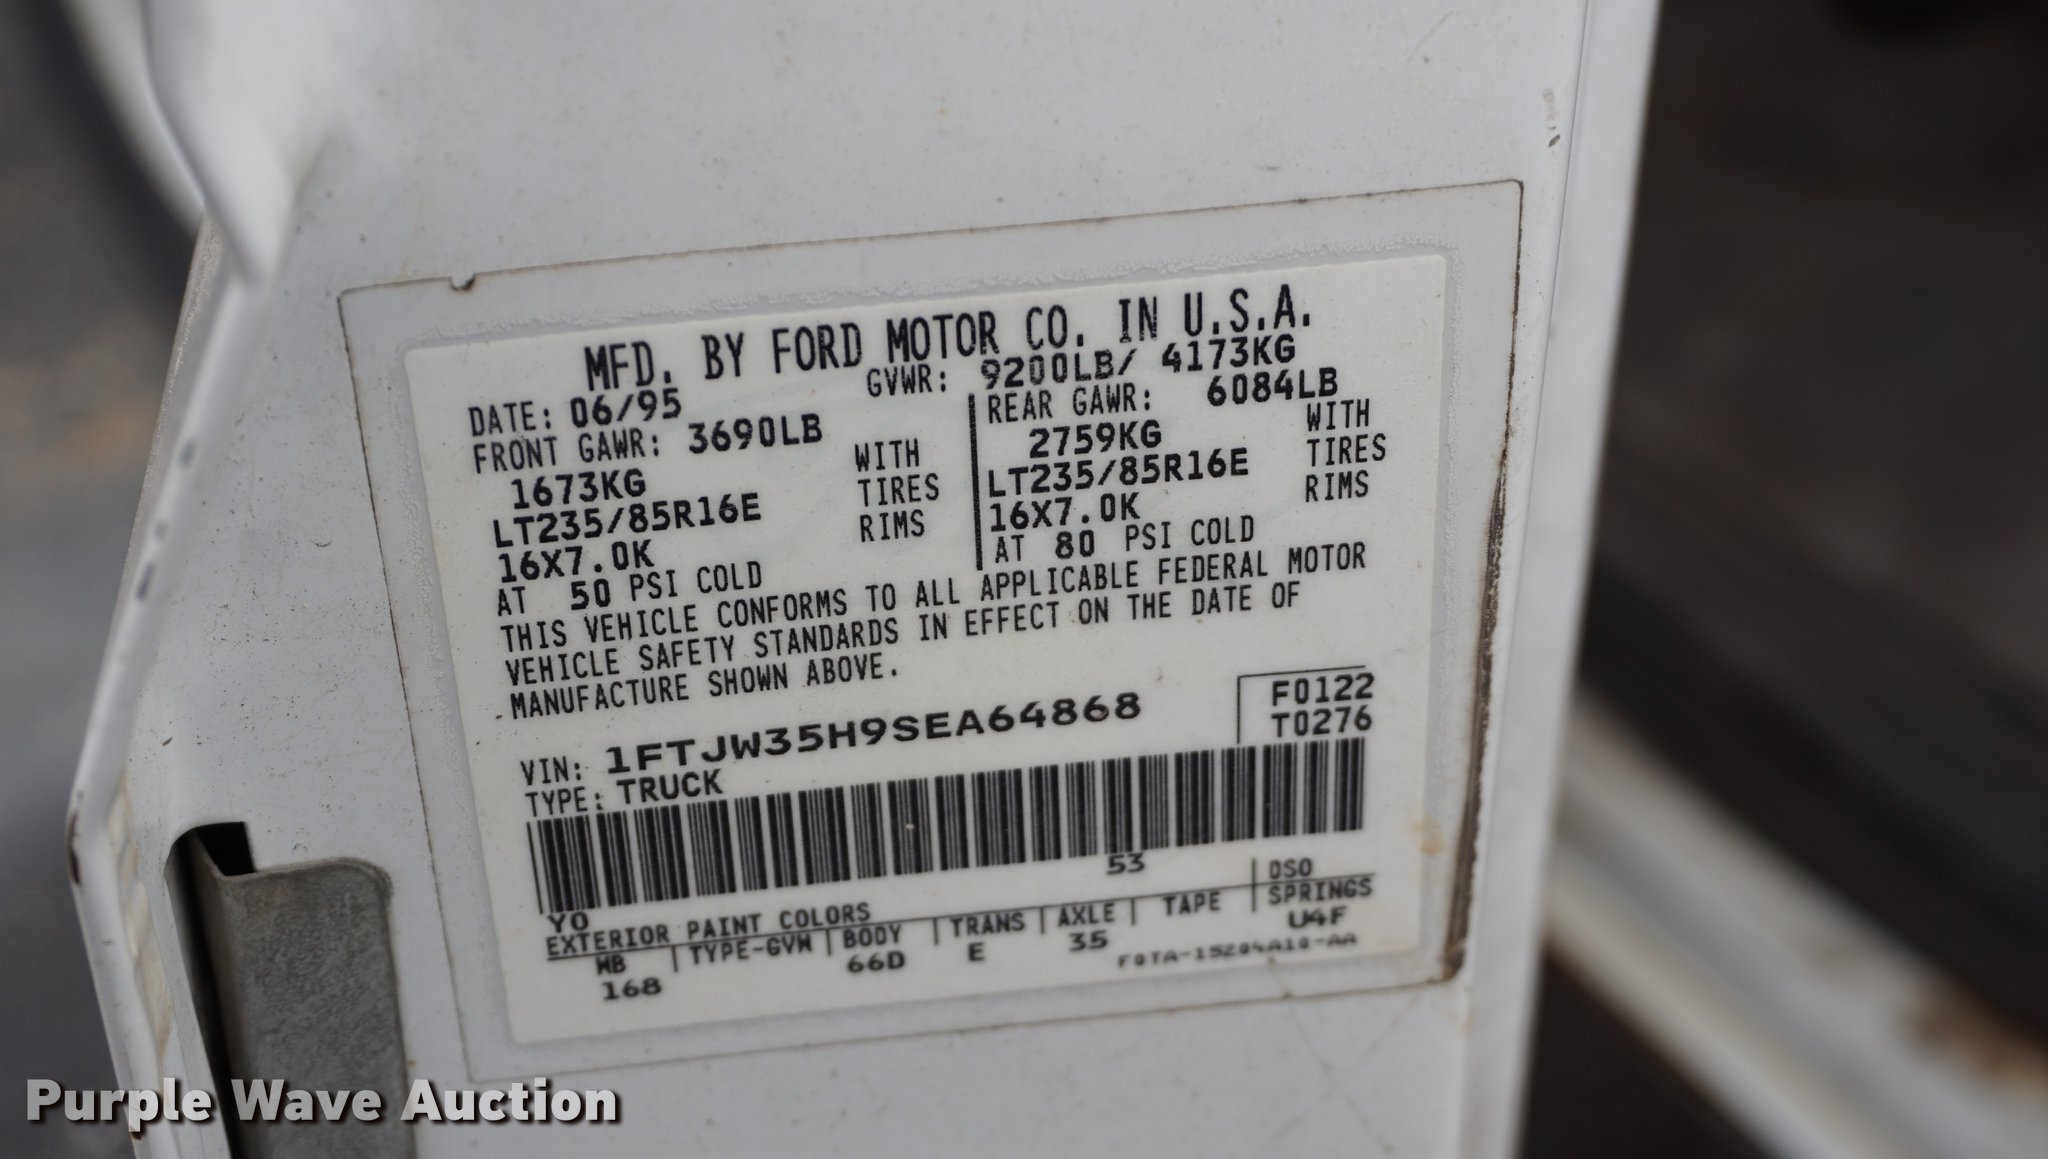 MFD. BY FORD MOTOR CO. IN U.S.A.
DATE: 06/95 GVWR: 9200LB/ 4173KG
FRONT GAWR: 3690LB REAR GAWR: 6084LB
1673KG WITH 2759KG WITH
LT235/85R16E TIRES LT235/85R16E TIRES
16X7.0K RIMS 16X7.0K RIMS
AT 50 PSI COLD AT 80 PSI COLD
THIS VEHICLE CONFORMS TO ALL APPLICABLE FEDERAL MOTOR
VEHICLE SAFETY STANDARDS IN EFFECT ON THE DATE OF
MANUFACTURE SHOWN ABOVE.
F0122
VIN: 1FTJW35H9SEA64868 T0276
TYPE: TRUCK
YO 53 DSO
EXTERIOR PAINT COLORS
WB TYPE-GVW BODY TRANS AXLE TAPE SPRINGS
168 66D E 35 U4F
F0TA-15204A10-AA
Purple Wave Auction